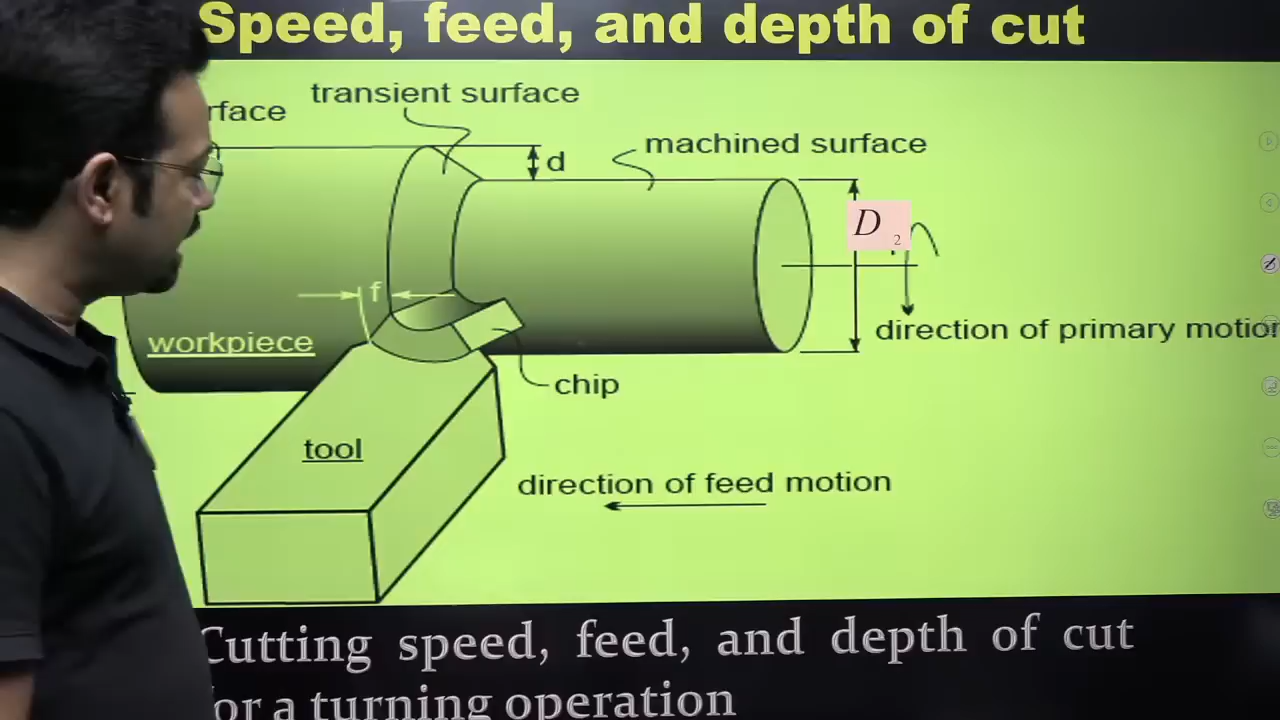 Speed, feed, and depth of cut
transient surface
rface
machined surface
d
D 2
f
workpiece
direction of primary motion
chip
tool
direction of feed motion
Cutting speed, feed, and depth of cut
for a turning operation